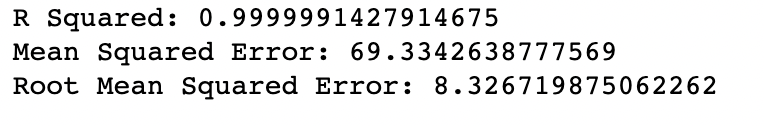 R Squared: 0.9999991427914675
Mean Squared Error: 69.3342638777569
Root Mean Squared Error: 8.326719875062262